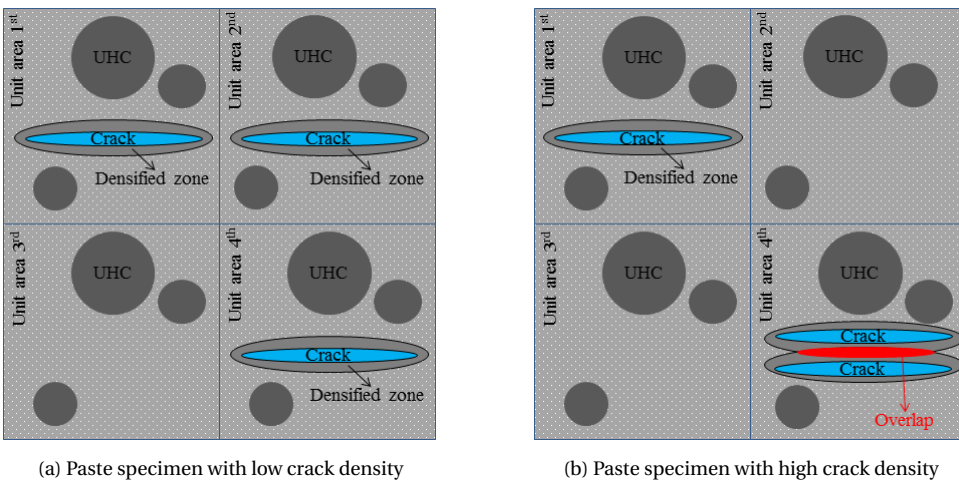 Unit area 1st
UHC
Crack
Densified zone
Unit area 2nd
UHC
Crack
Densified zone
Unit area 3rd
UHC
Unit area 4th
UHC
Crack
Densified zone
(a) Paste specimen with low crack density
Unit area 1st
UHC
Crack
Densified zone
Unit area 2nd
UHC
Unit area 3rd
UHC
Unit area 4th
UHC
Crack
Crack
Overlap
(b) Paste specimen with high crack density